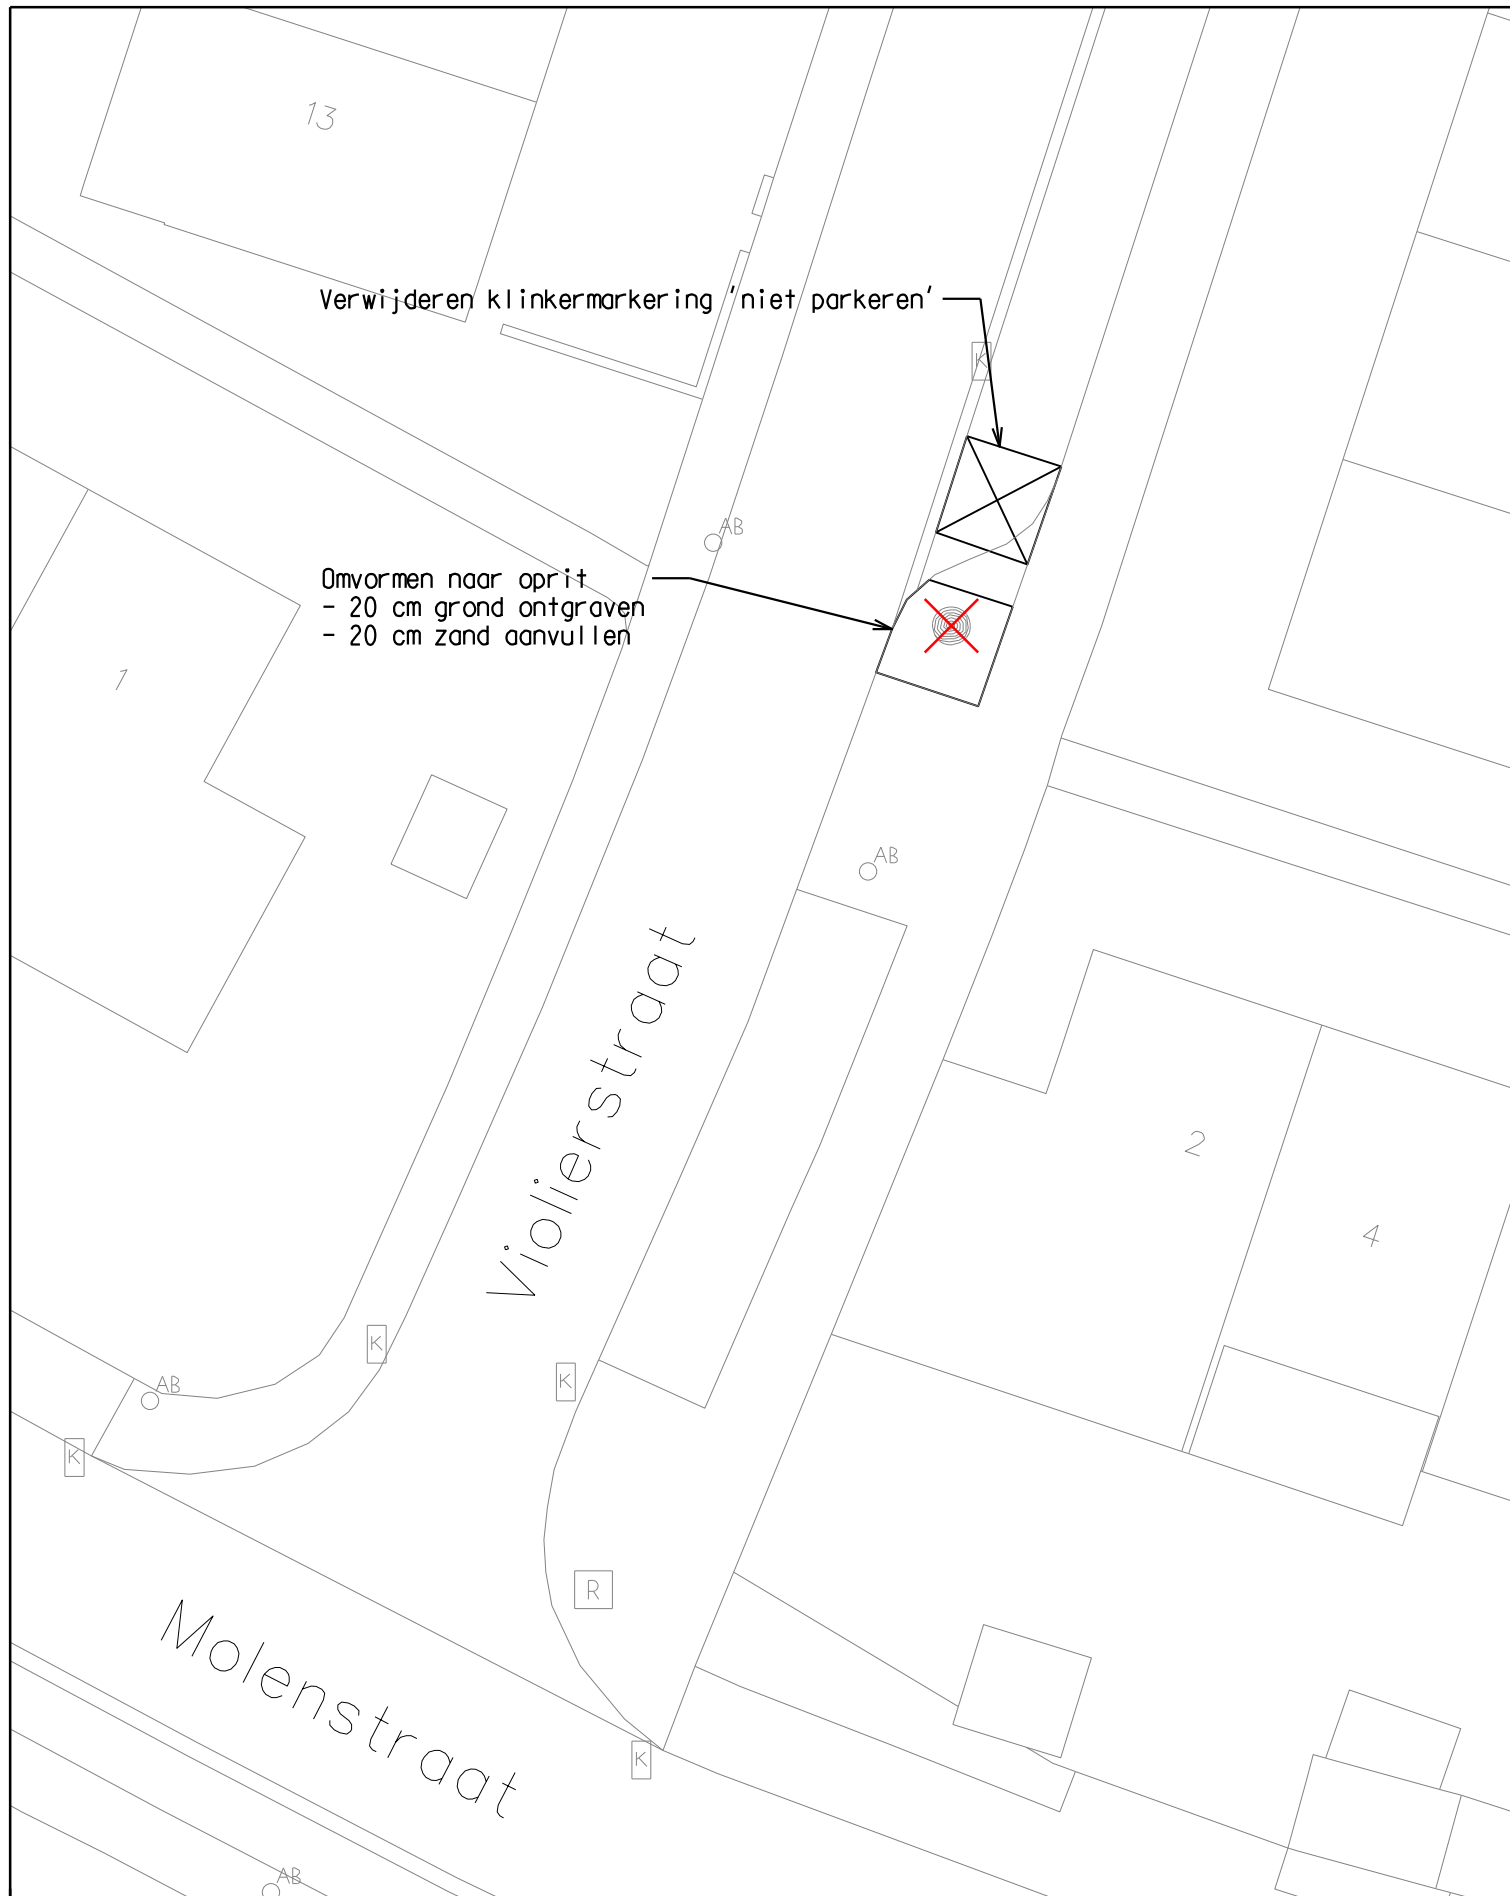 13
Verwijderen klinkermarkering 'niet parkeren'
K
AB
Omvormen naar oprit
- 20 cm grond ontgraven
- 20 cm zand aanvullen
1
AB
Violierstraat
2
4
K
K
AB
K
R
Molenstraat
K
AB